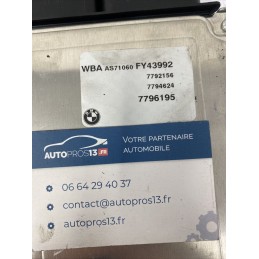 WBA AS71060 FY43992
7792156
7794624
7796195
AUTOPROS13.FR
VOTRE PARTENAIRE
AUTOMOBILE
06 64 29 40 37
contact@autopros13.fr
autopros13.fr